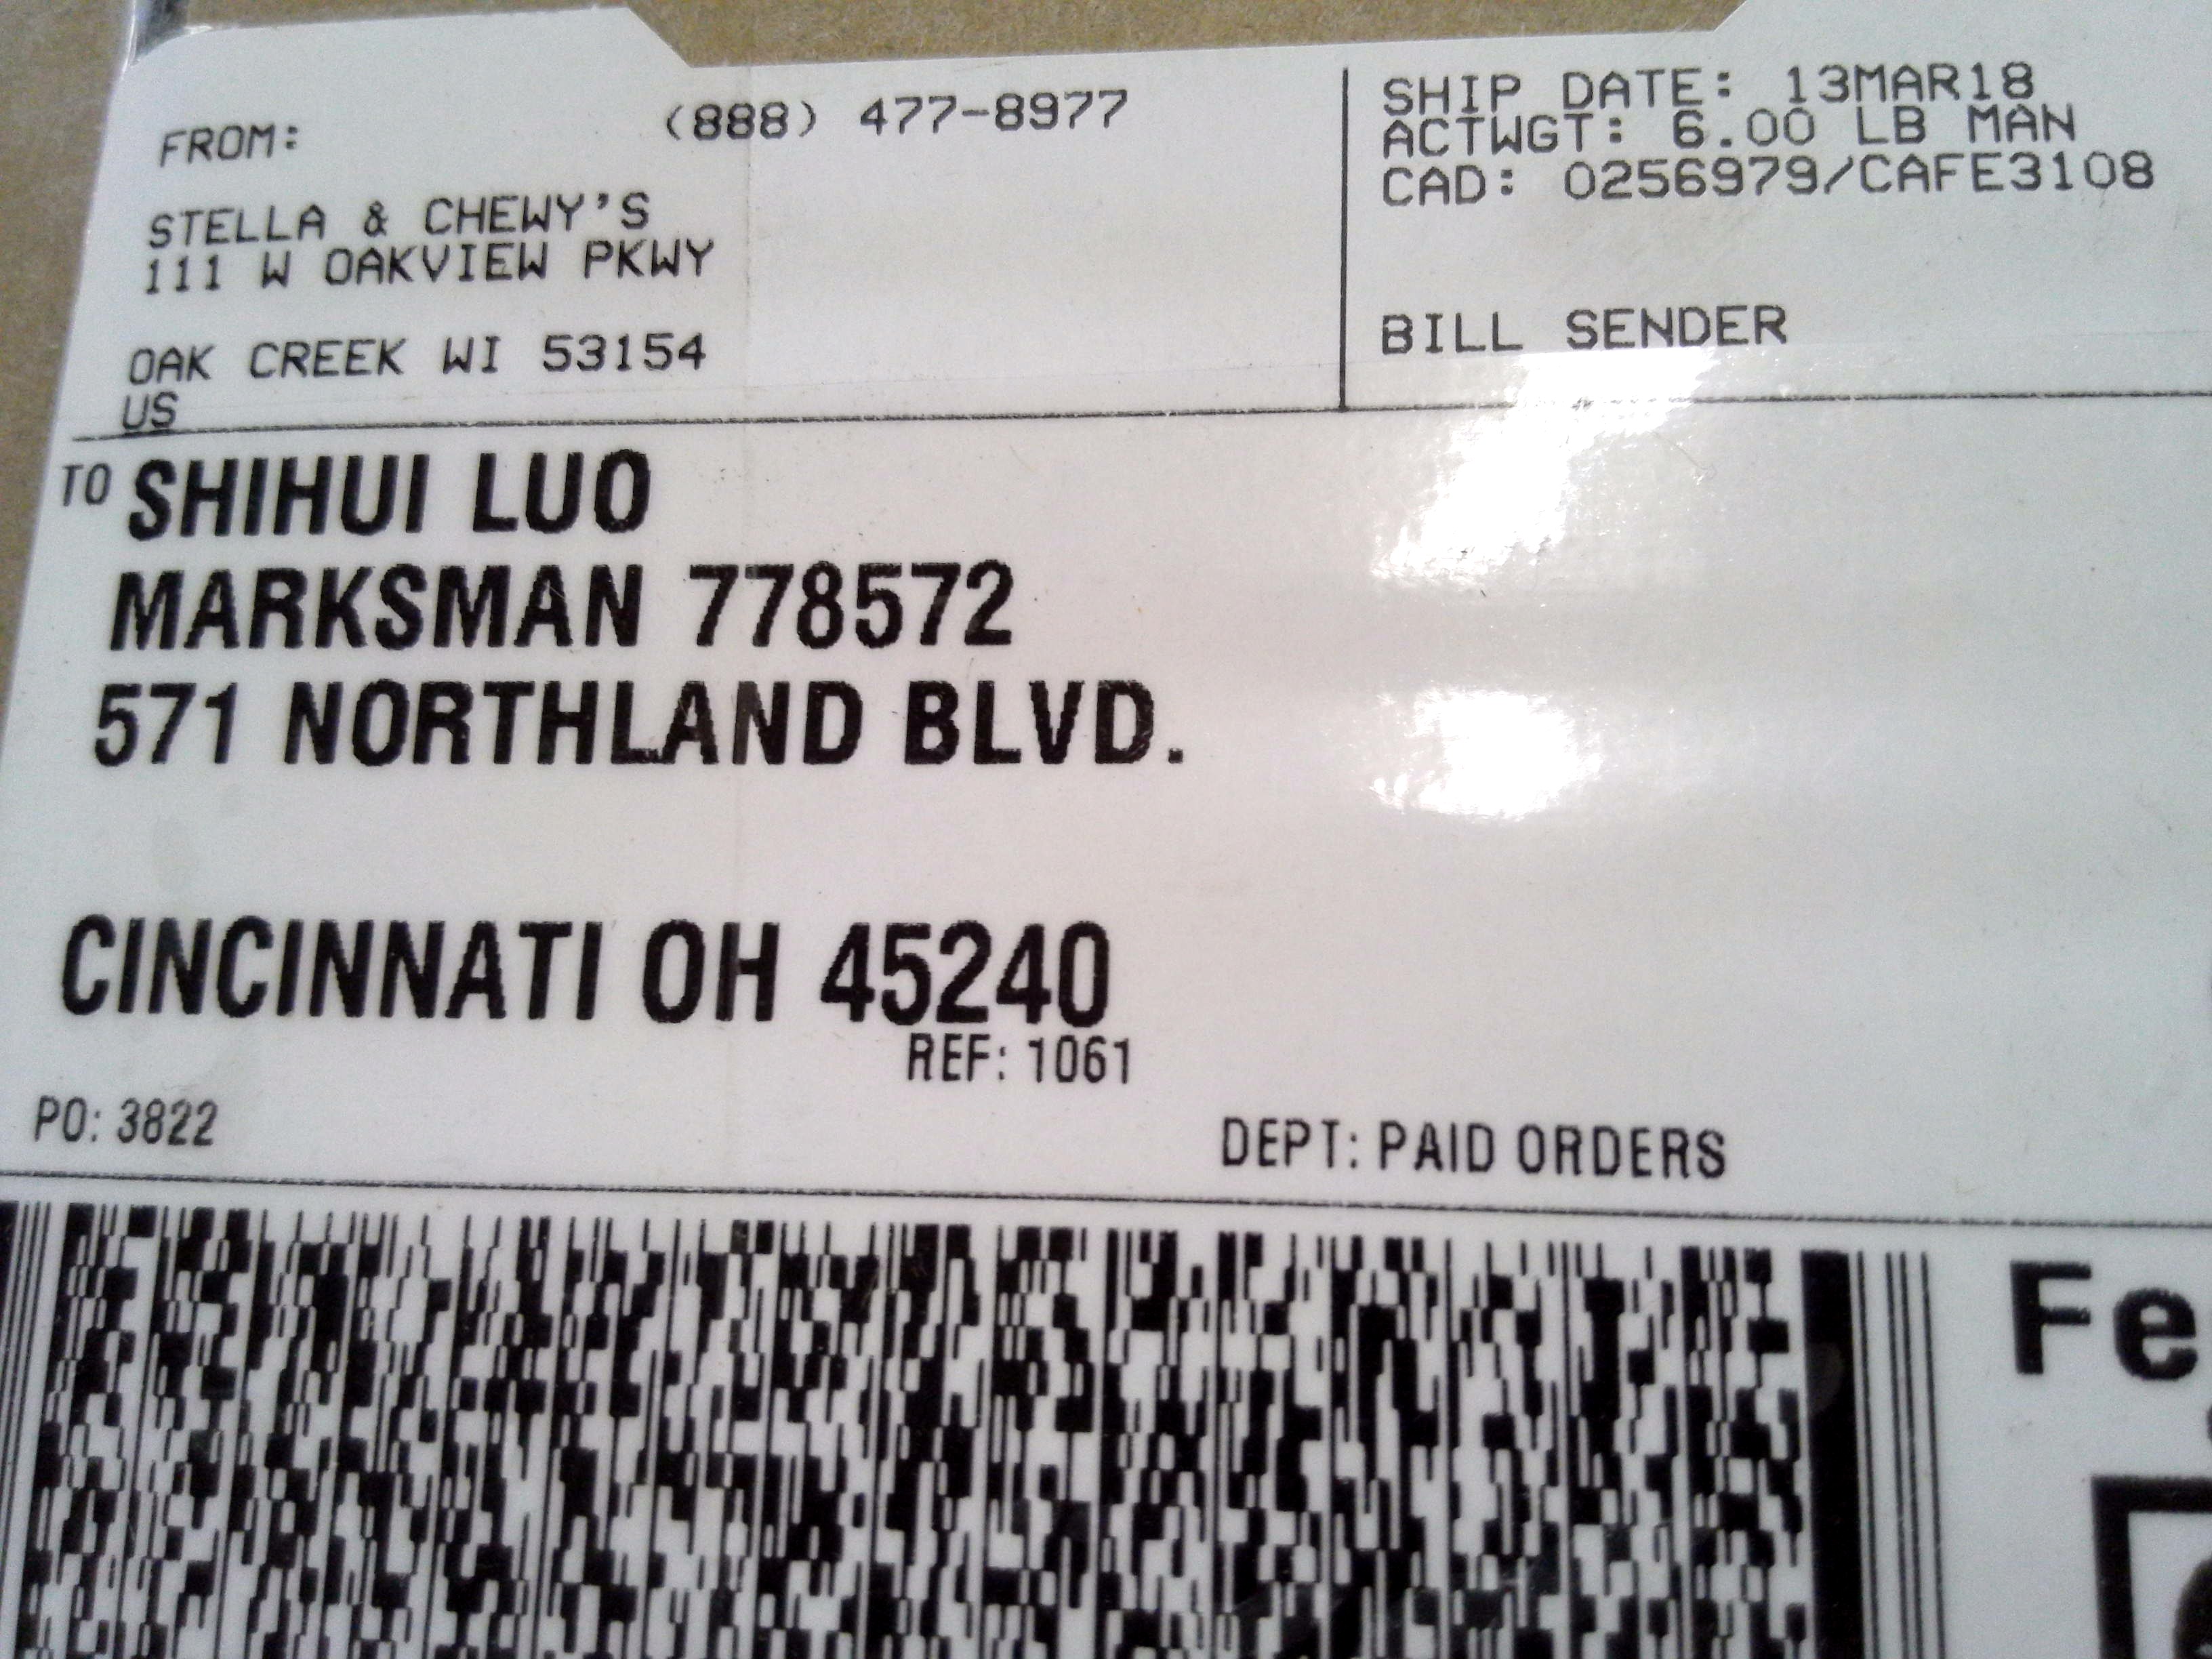 FROM: (888) 477-8977
STELLA & CHEWY'S
111 W OAKVIEW PKWY
OAK CREEK WI 53154
US
SHIP DATE: 13MAR18
ACTWGT: 6.00 LB MAN
CAD: 0256979/CAFE3108
BILL SENDER
TO SHIHUI LUO
MARKSMAN 778572
571 NORTHLAND BLVD.
CINCINNATI OH 45240
REF: 1061
PO: 3822
DEPT: PAID ORDERS
Fe